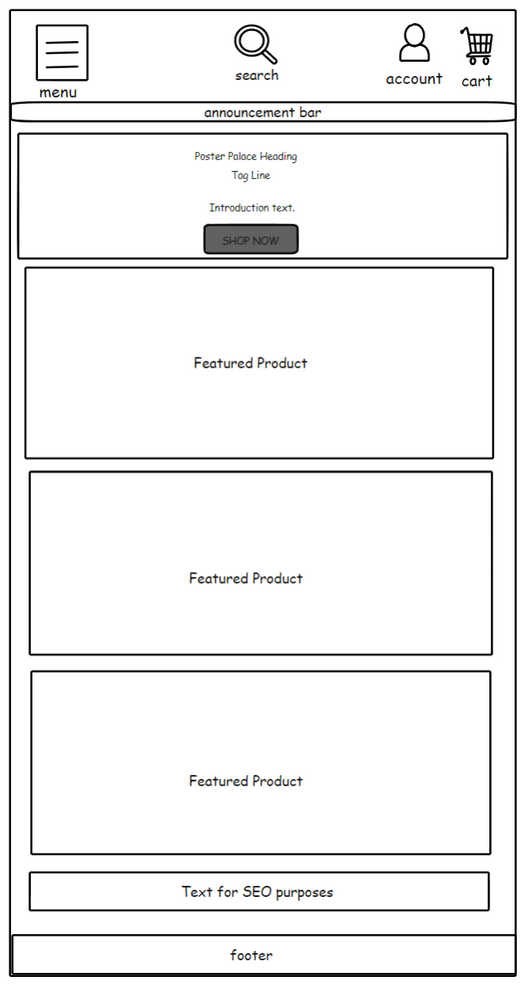 menu
search
account
cart
announcement bar
Poster Palace Heading
Tag Line
Introduction text.
SHOP NOW
Featured Product
Featured Product
Featured Product
Text for SEO purposes
footer